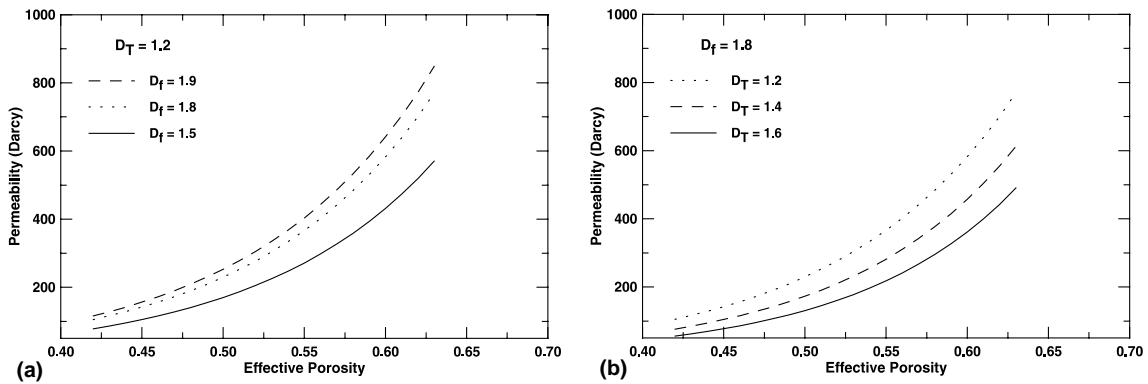 1000
800
600
400
200
Permeability (Darcy)
D_T = 1.2
D_f = 1.9
D_f = 1.8
D_f = 1.5
0.40 0.45 0.50 0.55 0.60 0.65 0.70
Effective Porosity
(a)
1000
800
600
400
200
Permeability (Darcy)
D_f = 1.8
D_T = 1.2
D_T = 1.4
D_T = 1.6
0.40 0.45 0.50 0.55 0.60 0.65 0.70
Effective Porosity
(b)